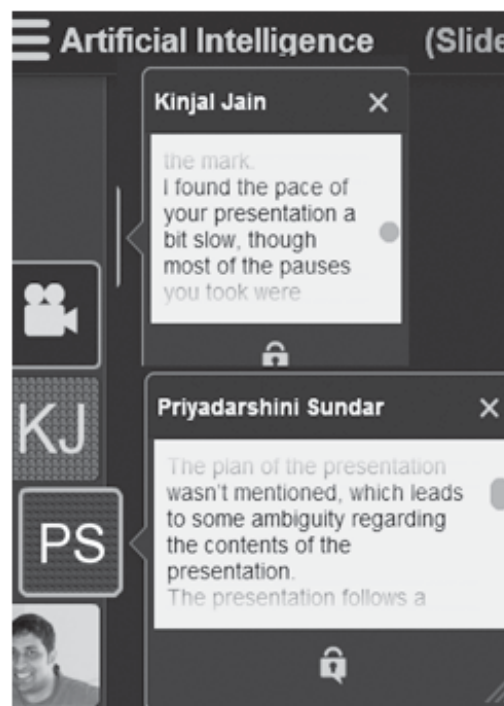 Artificial Intelligence (Slide
Kinjal Jain ×
the mark.
I found the pace of
your presentation a
bit slow, though
most of the pauses
you took were
KJ
Priyadarshini Sundar ×
The plan of the presentation
wasn't mentioned, which leads
to some ambiguity regarding
the contents of the
presentation.
The presentation follows a
PS